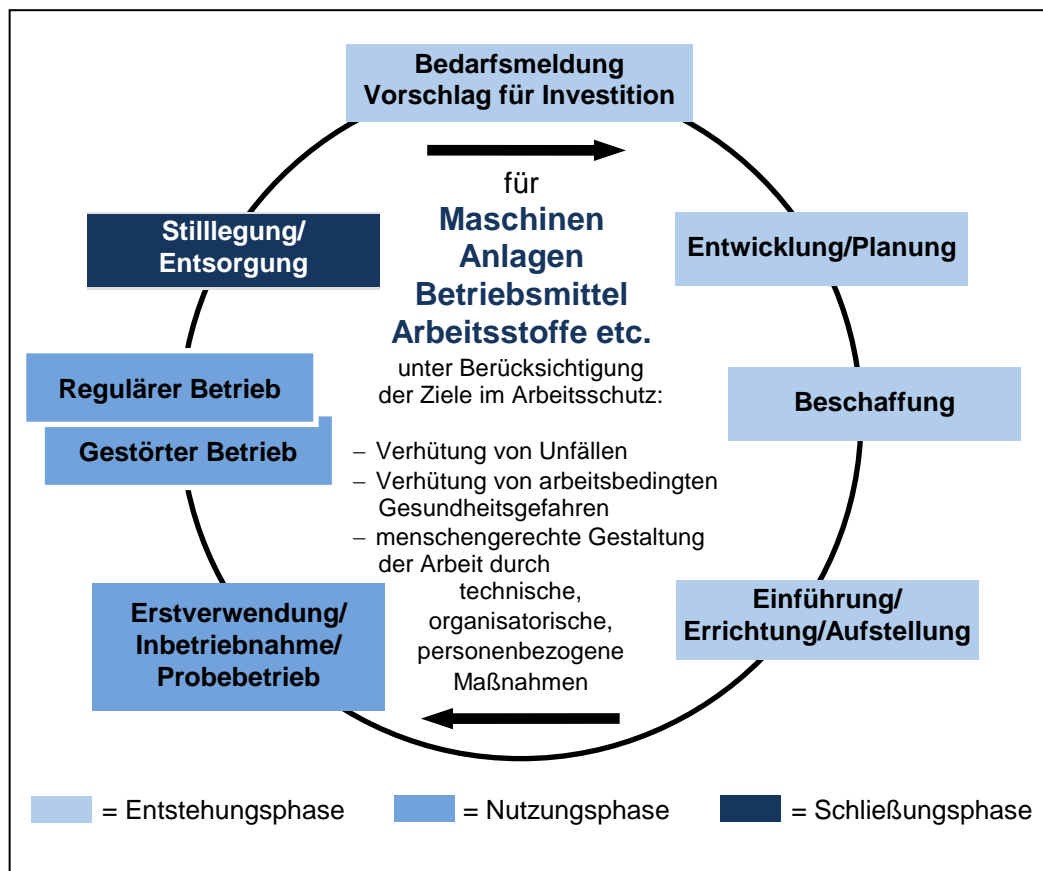 Bedarfsmeldung
Vorschlag für Investition
für
Maschinen
Anlagen
Betriebsmittel
Arbeitsstoffe etc.
unter Berücksichtigung
der Ziele im Arbeitsschutz:
– Verhütung von Unfällen
– Verhütung von arbeitsbedingten
Gesundheitsgefahren
– menschengerechte Gestaltung
der Arbeit durch
technische,
organisatorische,
personenbezogene
Maßnahmen
Entwicklung/Planung
Beschaffung
Einführung/
Errichtung/Aufstellung
Erstverwendung/
Inbetriebnahme/
Probebetrieb
Regulärer Betrieb
Gestörter Betrieb
Stilllegung/
Entsorgung
= Entstehungsphase
= Nutzungsphase
= Schließungsphase